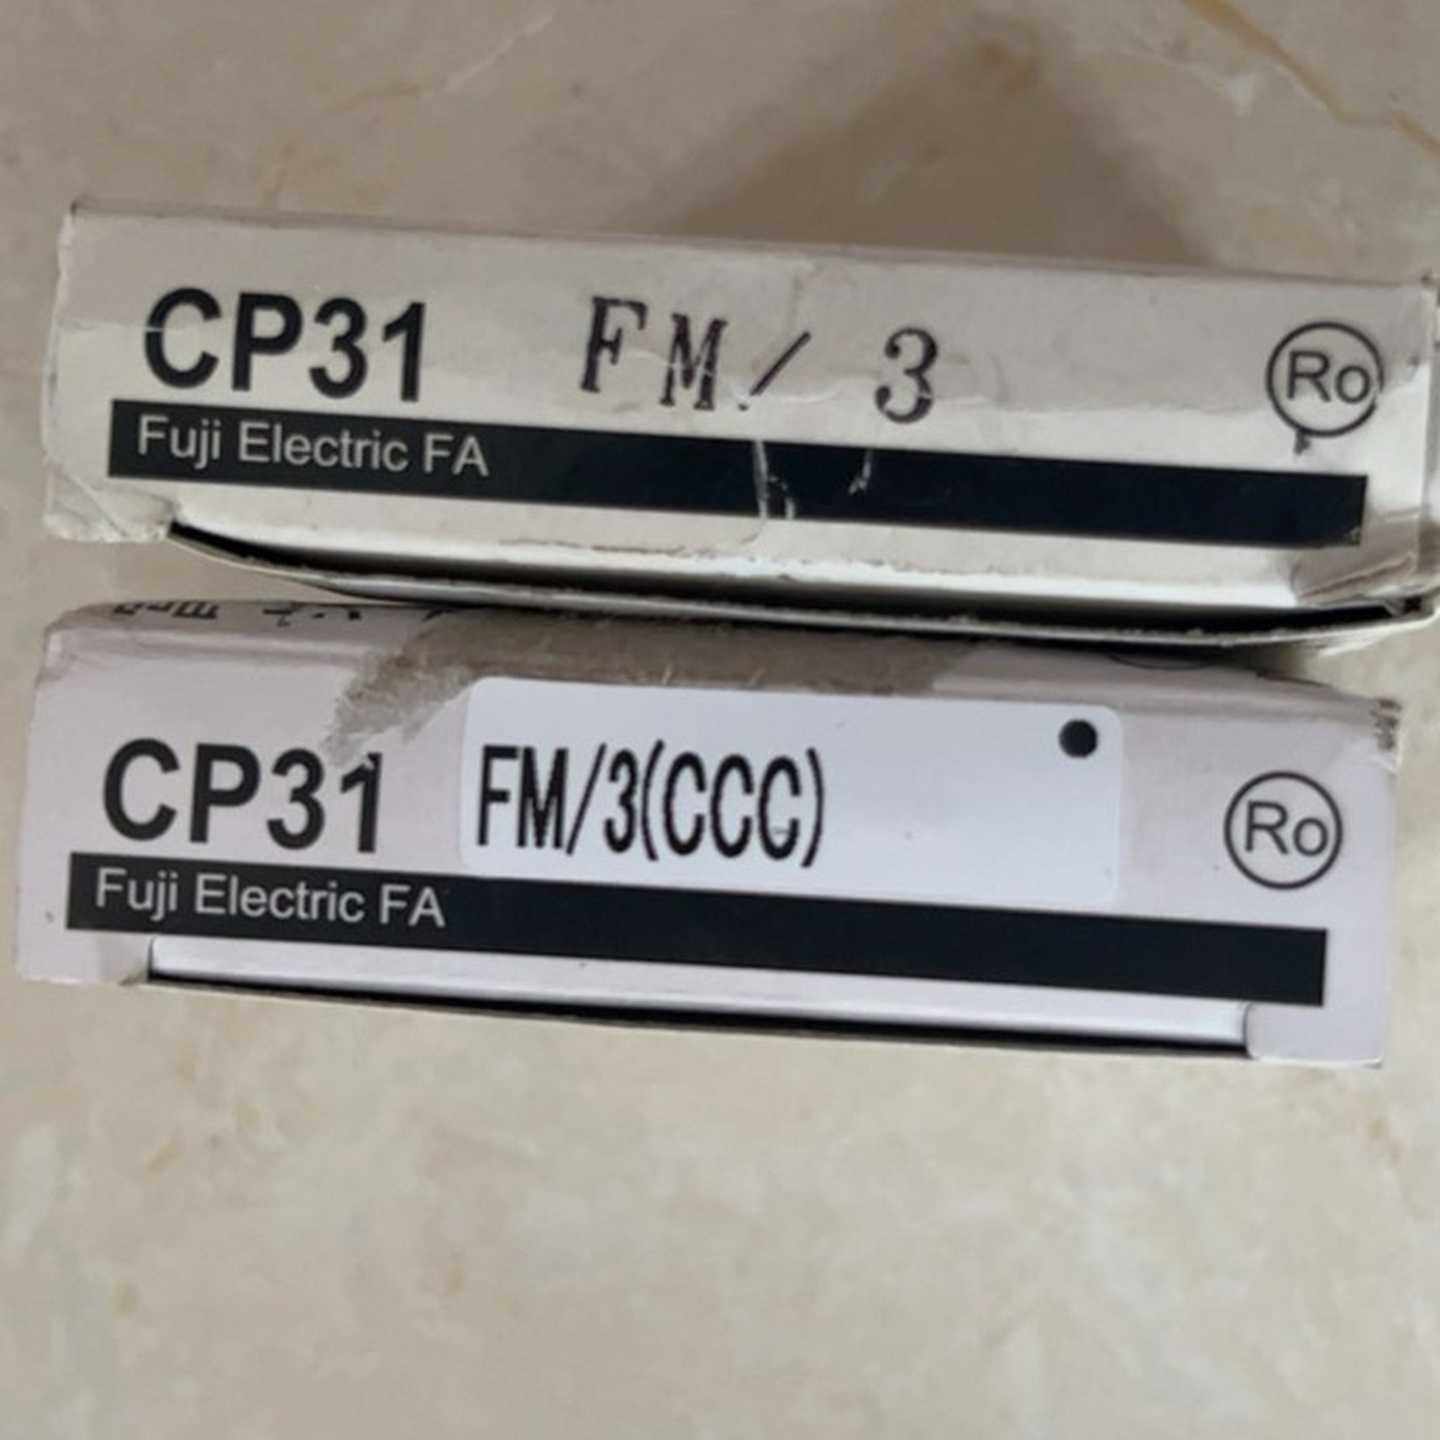 CP31 FM/ 3 Ro
Fuji Electric FA
CP31 FM/3(CCC) Ro
Fuji Electric FA